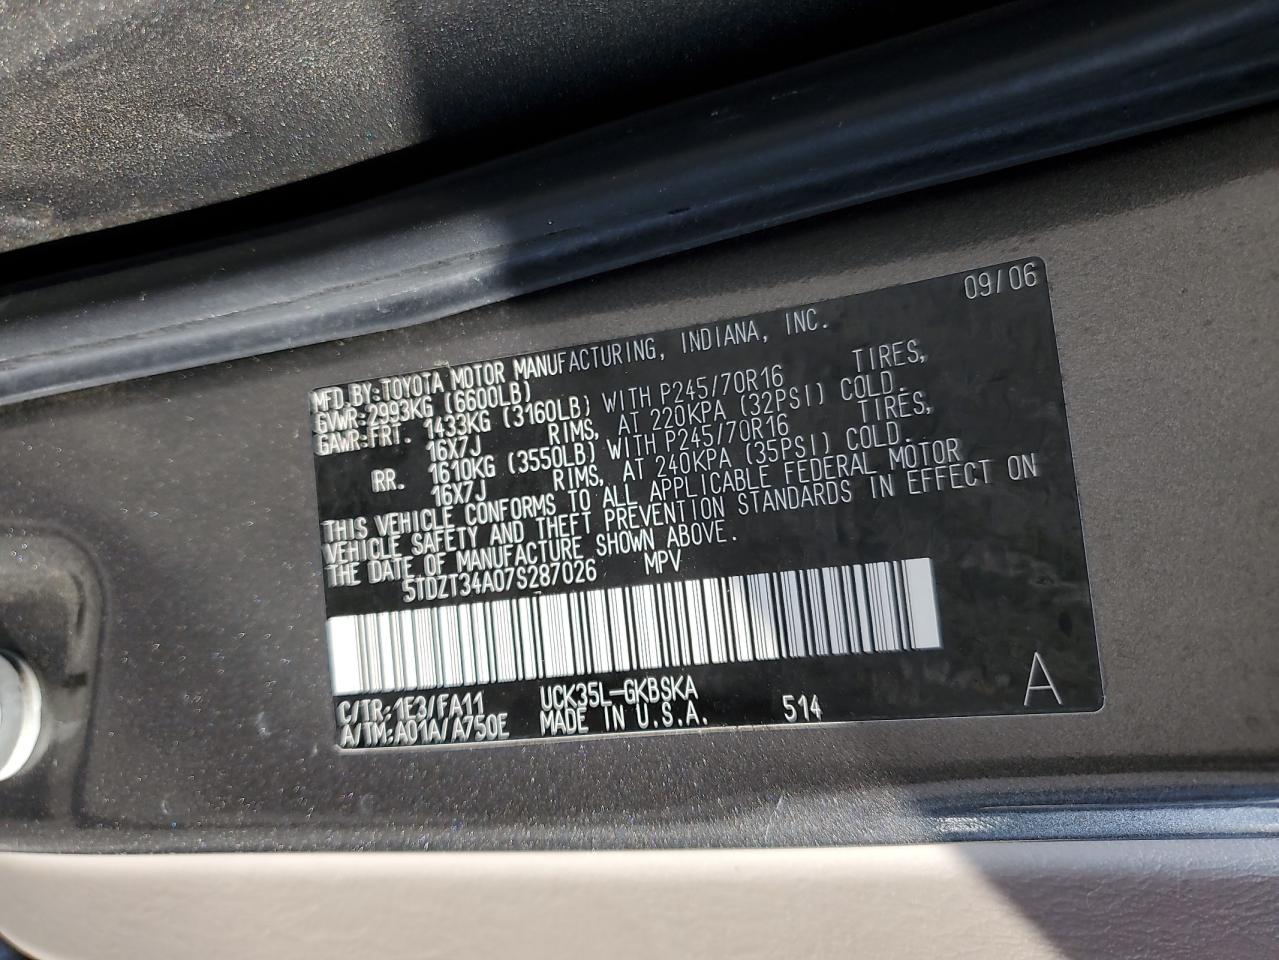 09/06
MFD.BY:TOYOTA MOTOR MANUFACTURING, INDIANA, INC.
GVWR:2993KG (6600LB)
GAWR:FRT. 1433KG (3160LB) WITH P245/70R16 TIRES,
16X7J RIMS, AT 220KPA (32PSI) COLD.
RR. 1610KG (3550LB) WITH P245/70R16 TIRES,
16X7J RIMS, AT 240KPA (35PSI) COLD.
THIS VEHICLE CONFORMS TO ALL APPLICABLE FEDERAL MOTOR
VEHICLE SAFETY AND THEFT PREVENTION STANDARDS IN EFFECT ON
THE DATE OF MANUFACTURE SHOWN ABOVE.
5TDZT34A07S287026 MPV
C/TR:1E3/FA11 UCK35L-GKBSKA
A/TM:A01A/A750E MADE IN U.S.A. 514 A